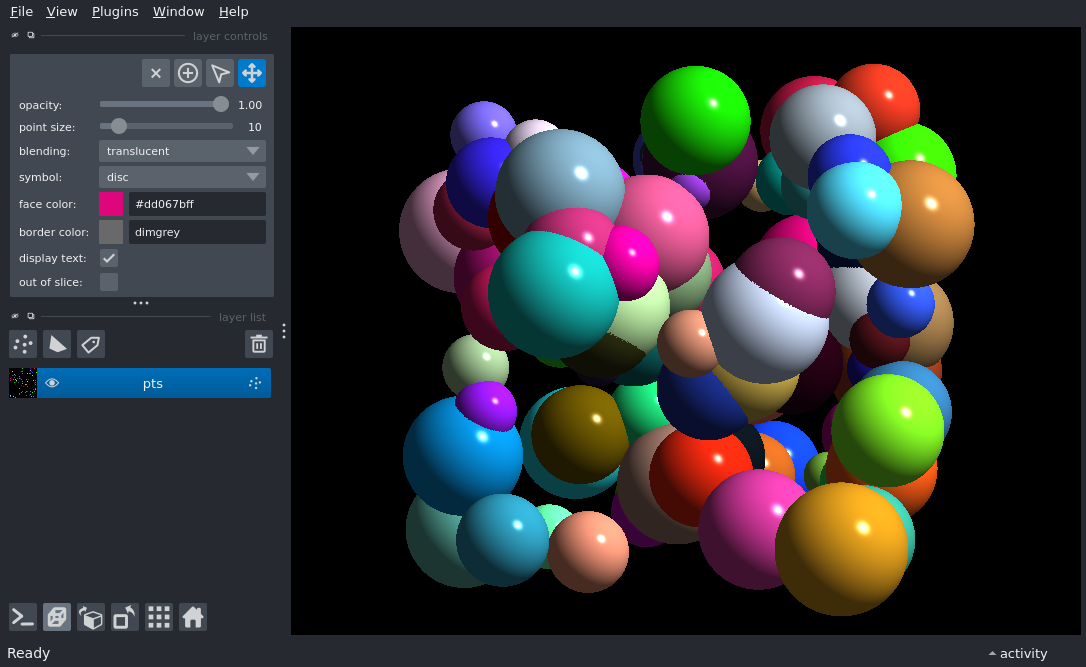 File View Plugins Window Help
layer controls
opacity: 1.00
point size: 10
blending: translucent
symbol: disc
face color: #dd067bff
border color: dimgrey
display text:
out of slice:
layer list
pts
Ready
activity